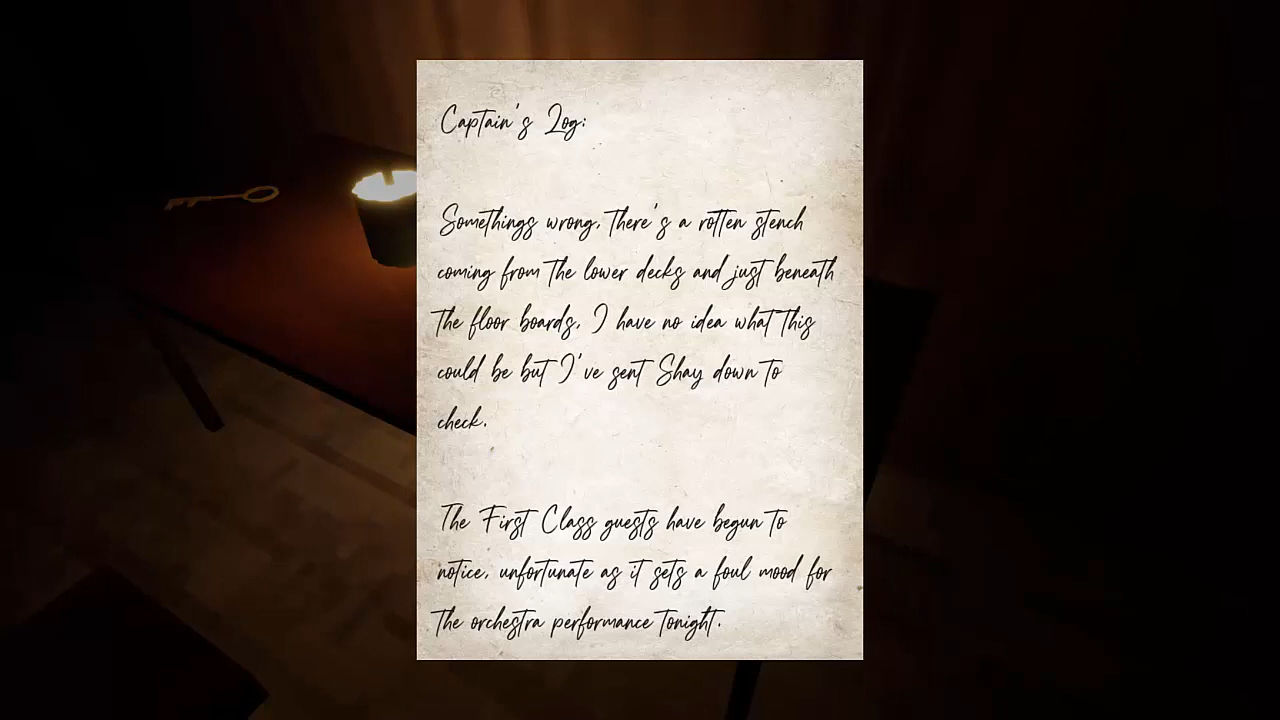 Captain's Log:
Somethings wrong, there's a rotten stench
coming from the lower decks and just beneath
the floor boards, I have no idea what this
could be but I've sent Shay down to
check.
The First Class guests have begun to
notice, unfortunate as it sets a foul mood for
the orchestra performance tonight.